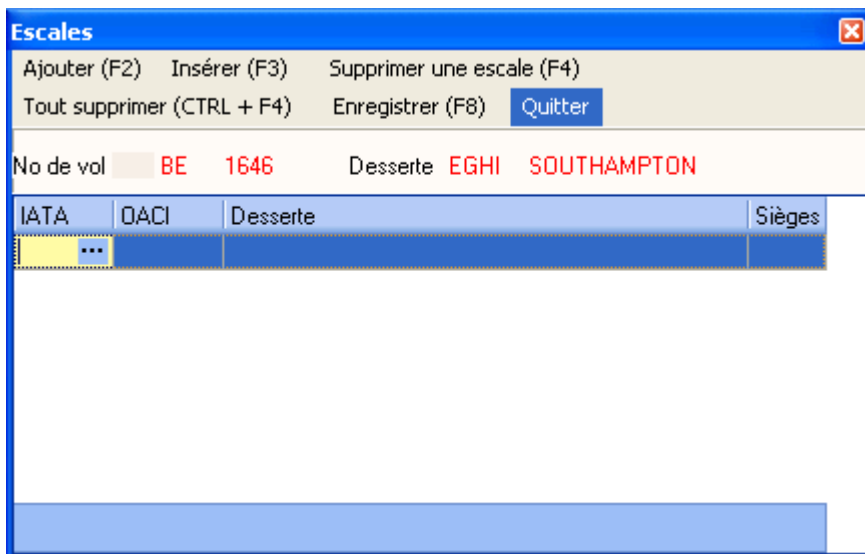 Escales
Ajouter (F2) Insérer (F3) Supprimer une escale (F4)
Tout supprimer (CTRL + F4) Enregistrer (F8) Quitter
No de vol BE 1646 Desserte EGHI SOUTHAMPTON
IATA OACI Desserte Sièges
...